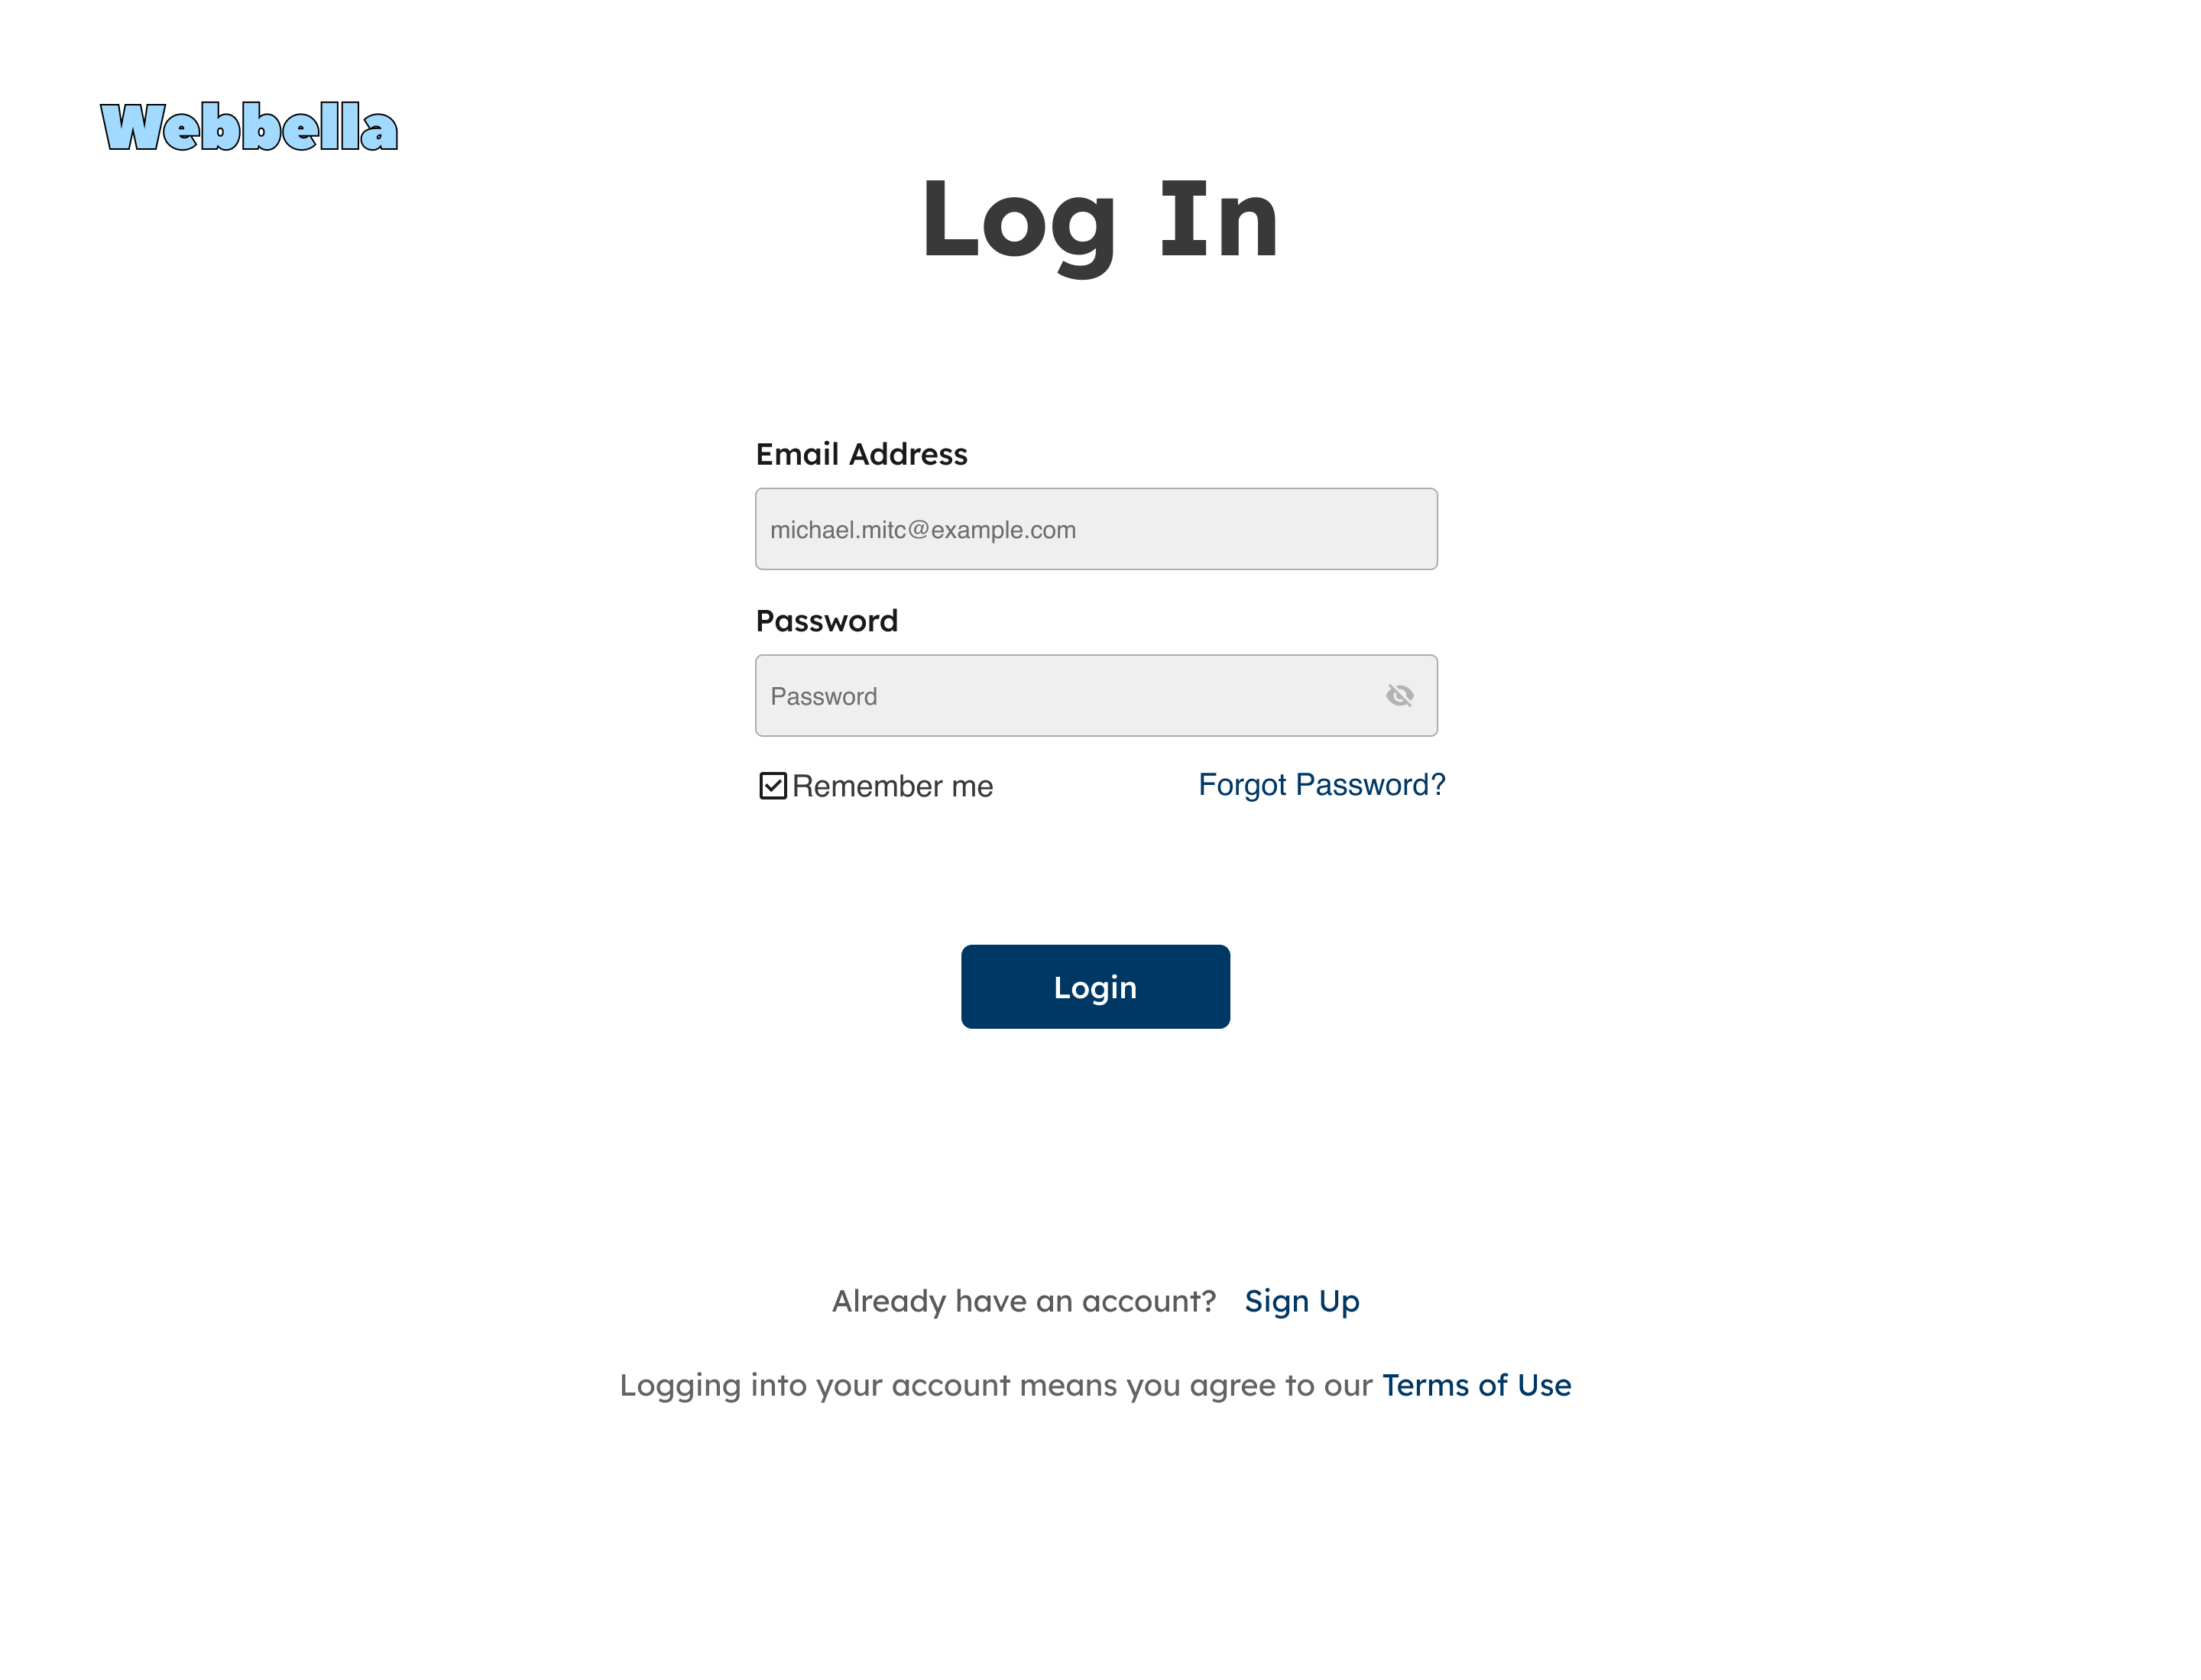 Webbella
Log In
Email Address
michael.mitc@example.com
Password
Password
Remember me Forgot Password?
Login
Already have an account? Sign Up
Logging into your account means you agree to our Terms of Use